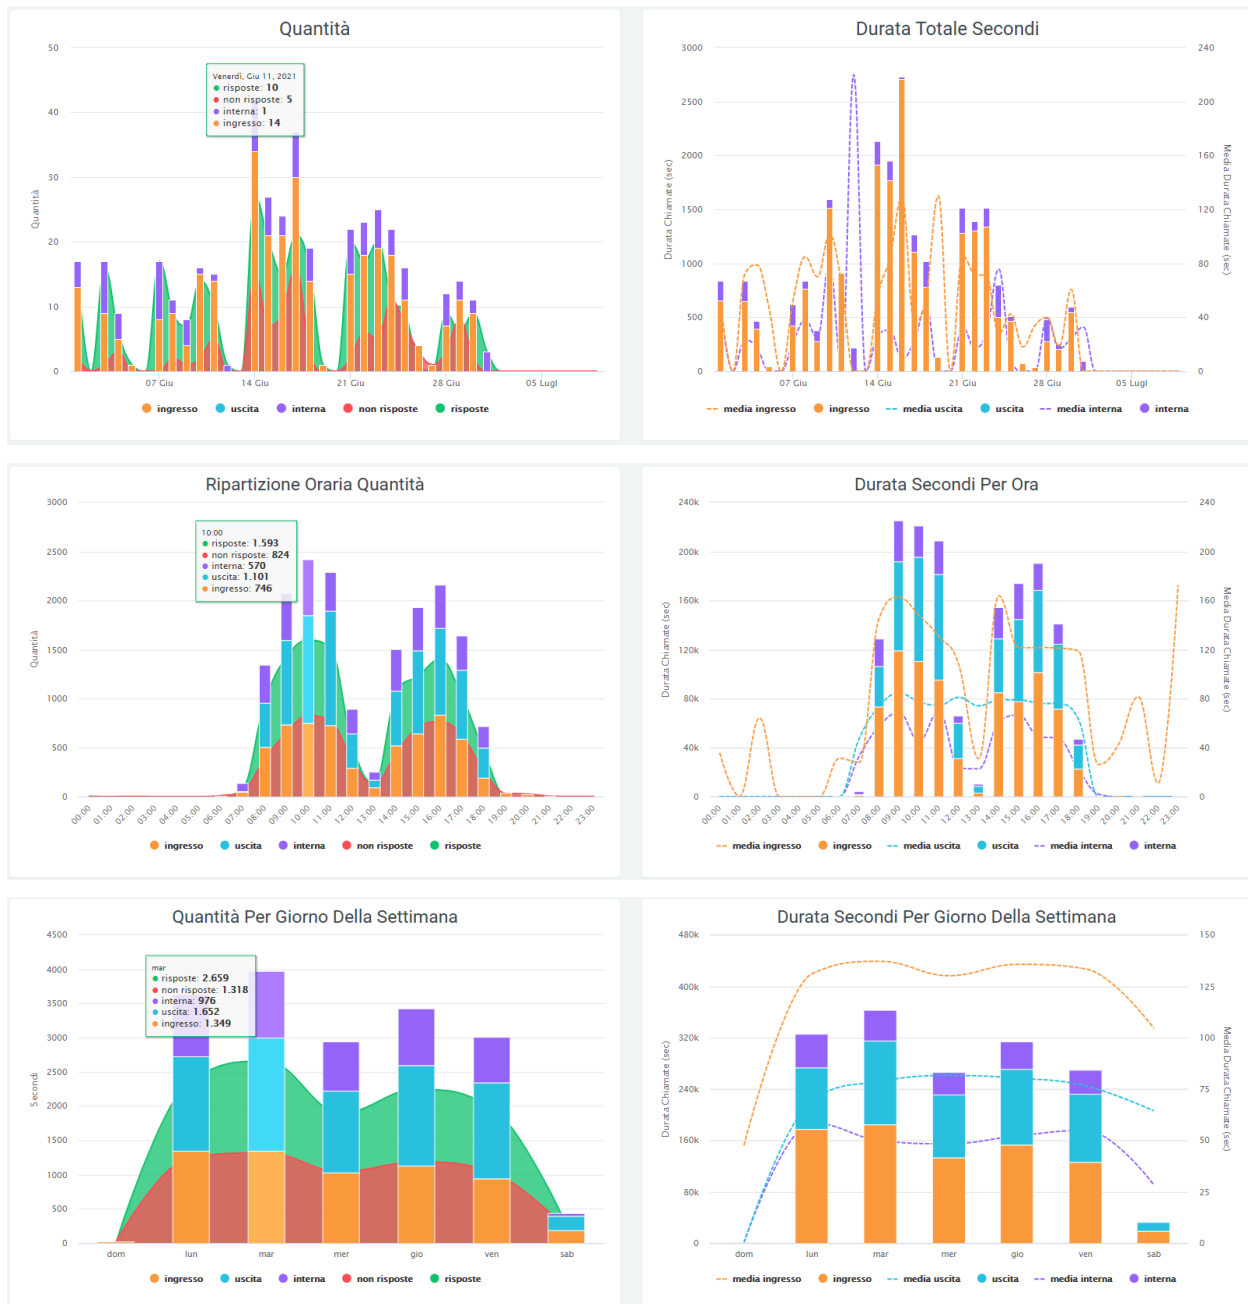 Quantità
50
40
30
20
10
0
Quantità
Venerdì, Giu 11, 2021
risposte: 10
non risposte: 5
interna: 1
ingresso: 14
07 Giu 14 Giu 21 Giu 28 Giu 05 Lugl
ingresso uscita interna non risposte risposte
Durata Totale Secondi
3000
2500
2000
1500
1000
500
0
Durata Chiamate (sec)
240
200
160
120
80
40
0
Media Durata Chiamate (sec)
07 Giu 14 Giu 21 Giu 28 Giu 05 Lugl
media ingresso ingresso media uscita uscita media interna interna
Ripartizione Oraria Quantità
3000
2500
2000
1500
1000
500
0
Quantità
10:00
risposte: 1.593
non risposte: 824
interna: 570
uscita: 1.101
ingresso: 746
00:00 01:00 02:00 03:00 04:00 05:00 06:00 07:00 08:00 09:00 10:00 11:00 12:00 13:00 14:00 15:00 16:00 17:00 18:00 19:00 20:00 21:00 22:00 23:00
ingresso uscita interna non risposte risposte
Durata Secondi Per Ora
240k
200k
160k
120k
80k
40k
0
Durata Chiamate (sec)
240
200
160
120
80
40
0
Media Durata Chiamate (sec)
00:00 01:00 02:00 03:00 04:00 05:00 06:00 07:00 08:00 09:00 10:00 11:00 12:00 13:00 14:00 15:00 16:00 17:00 18:00 19:00 20:00 21:00 22:00 23:00
media ingresso ingresso media uscita uscita media interna interna
Quantità Per Giorno Della Settimana
4500
4000
3500
3000
2500
2000
1500
1000
500
0
Secondi
mar
risposte: 2.659
non risposte: 1.318
interna: 976
uscita: 1.652
ingresso: 1.349
dom lun mar mer gio ven sab
ingresso uscita interna non risposte risposte
Durata Secondi Per Giorno Della Settimana
480k
400k
320k
240k
160k
80k
0
Durata Chiamate (sec)
150
125
100
75
50
25
0
Media Durata Chiamate (sec)
dom lun mar mer gio ven sab
media ingresso ingresso media uscita uscita media interna interna